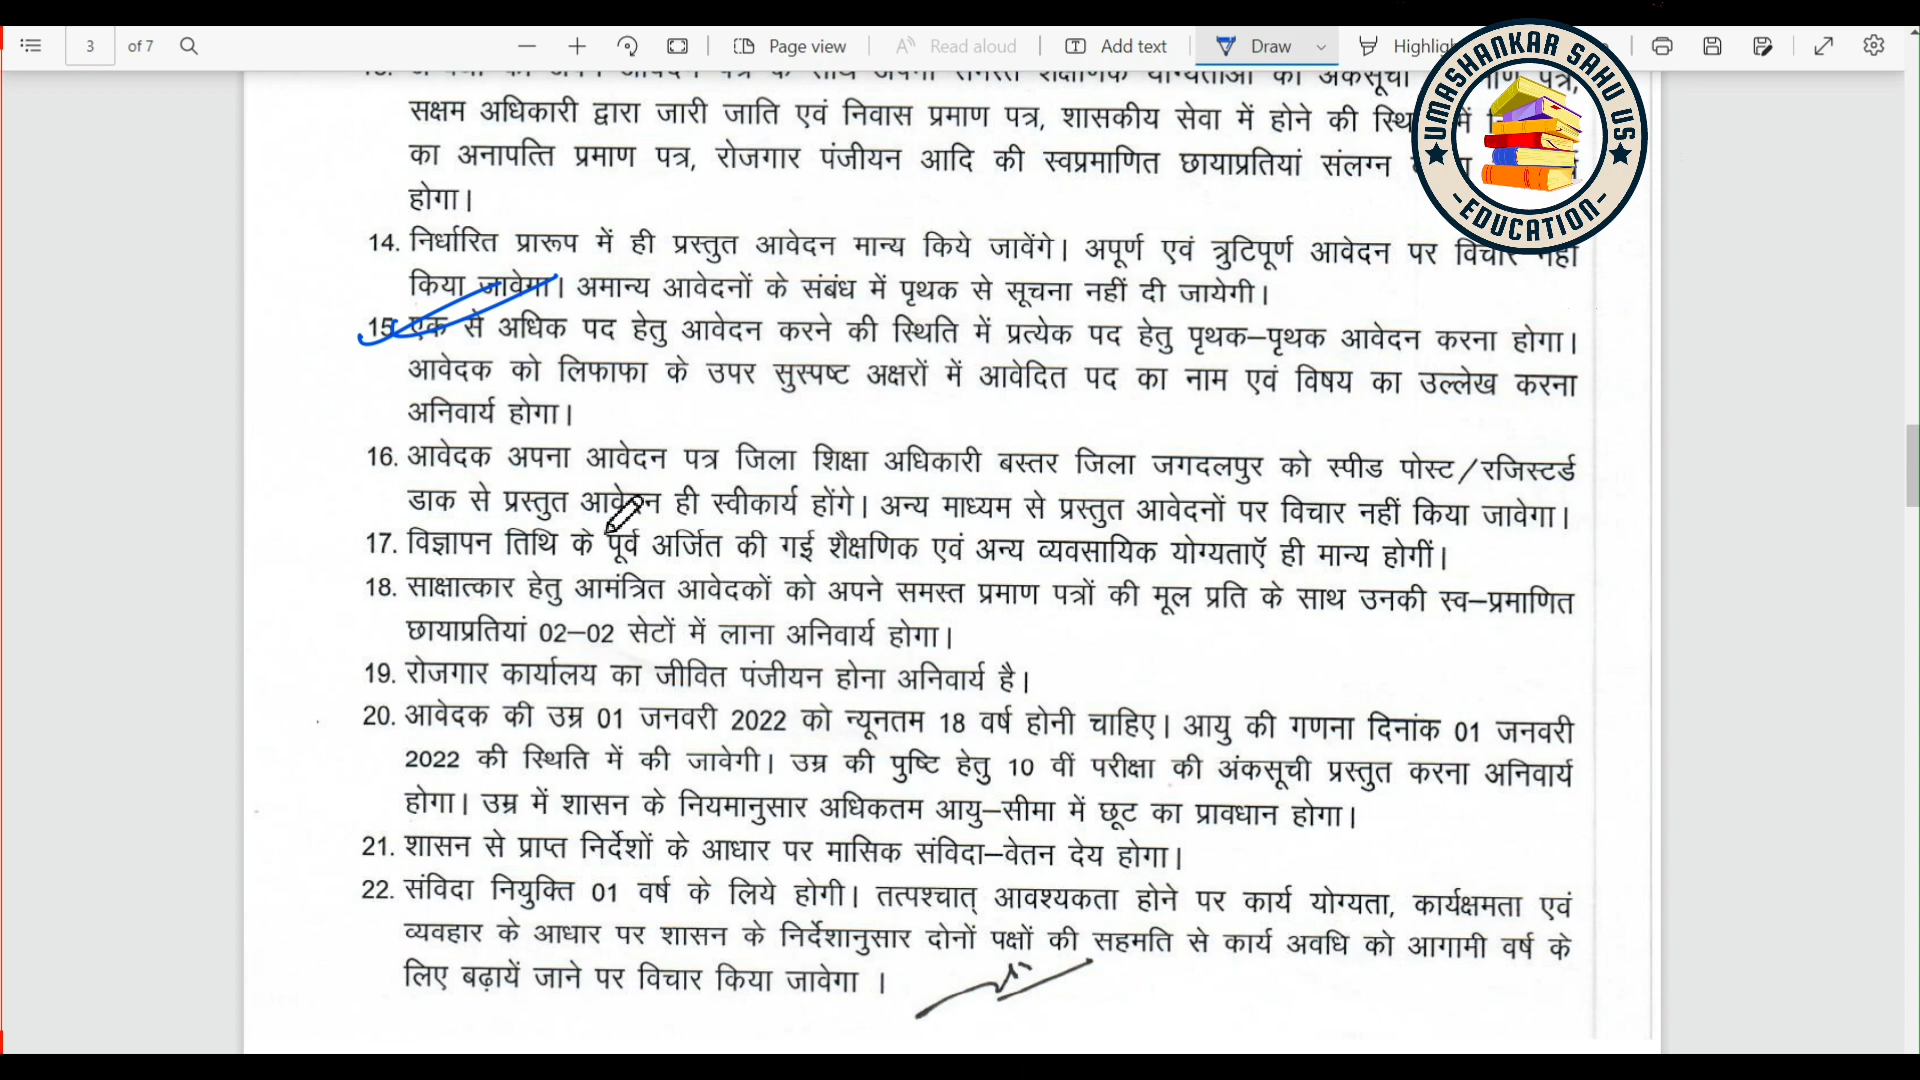 3 of 7 Page view Read aloud Add text Draw
UMASHANKAR SAHU US
-EDUCATION-
सक्षम अधिकारी द्वारा जारी जाति एवं निवास प्रमाण पत्र, शासकीय सेवा में होने की
का अनापत्ति प्रमाण पत्र, रोजगार पंजीयन आदि की स्वप्रमाणित छायाप्रतियां संलग्न
होगा।
14. निर्धारित प्रारूप में ही प्रस्तुत आवेदन मान्य किये जावेंगे। अपूर्ण एवं त्रुटिपूर्ण आवेदन पर विचार नहीं
किया जावेगा। अमान्य आवेदनों के संबंध में पृथक से सूचना नहीं दी जायेगी।
15. एक से अधिक पद हेतु आवेदन करने की स्थिति में प्रत्येक पद हेतु पृथक–पृथक आवेदन करना होगा।
आवेदक को लिफाफा के उपर सुस्पष्ट अक्षरों में आवेदित पद का नाम एवं विषय का उल्लेख करना
अनिवार्य होगा।
16. आवेदक अपना आवेदन पत्र जिला शिक्षा अधिकारी बस्तर जिला जगदलपुर को स्पीड पोस्ट/रजिस्टर्ड
डाक से प्रस्तुत आवेदन ही स्वीकार्य होंगे। अन्य माध्यम से प्रस्तुत आवेदनों पर विचार नहीं किया जावेगा।
17. विज्ञापन तिथि के पूर्व अर्जित की गई शैक्षणिक एवं अन्य व्यवसायिक योग्यताऍ ही मान्य होगीं।
18. साक्षात्कार हेतु आमंत्रित आवेदकों को अपने समस्त प्रमाण पत्रों की मूल प्रति के साथ उनकी स्व–प्रमाणित
छायाप्रतियां 02–02 सेटों में लाना अनिवार्य होगा।
19. रोजगार कार्यालय का जीवित पंजीयन होना अनिवार्य है।
20. आवेदक की उम्र 01 जनवरी 2022 को न्यूनतम 18 वर्ष होनी चाहिए। आयु की गणना दिनांक 01 जनवरी
2022 की स्थिति में की जावेगी। उम्र की पुष्टि हेतु 10 वीं परीक्षा की अंकसूची प्रस्तुत करना अनिवार्य
होगा। उम्र में शासन के नियमानुसार अधिकतम आयु–सीमा में छूट का प्रावधान होगा।
21. शासन से प्राप्त निर्देशों के आधार पर मासिक संविदा–वेतन देय होगा।
22. संविदा नियुक्ति 01 वर्ष के लिये होगी। तत्पश्चात् आवश्यकता होने पर कार्य योग्यता, कार्यक्षमता एवं
व्यवहार के आधार पर शासन के निर्देशानुसार दोनों पक्षों की सहमति से कार्य अवधि को आगामी वर्ष के
लिए बढ़ायें जाने पर विचार किया जावेगा ।